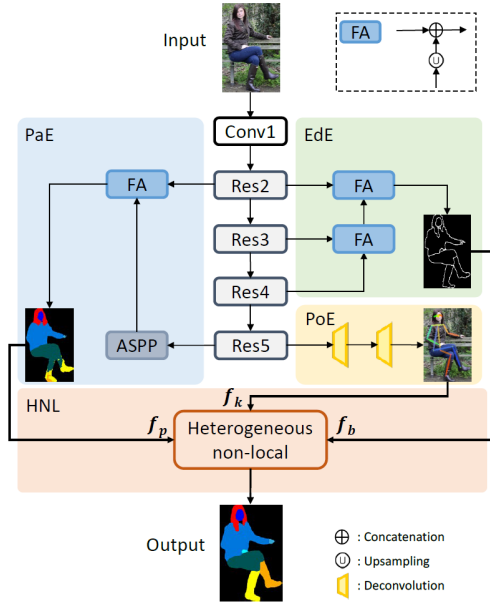 Input
FA
U
Conv1
PaE
EdE
FA
Res2
FA
Res3
FA
Res4
PoE
ASPP
Res5
HNL
f_k
f_p
Heterogeneous
non-local
f_b
Output
: Concatenation
U : Upsampling
: Deconvolution